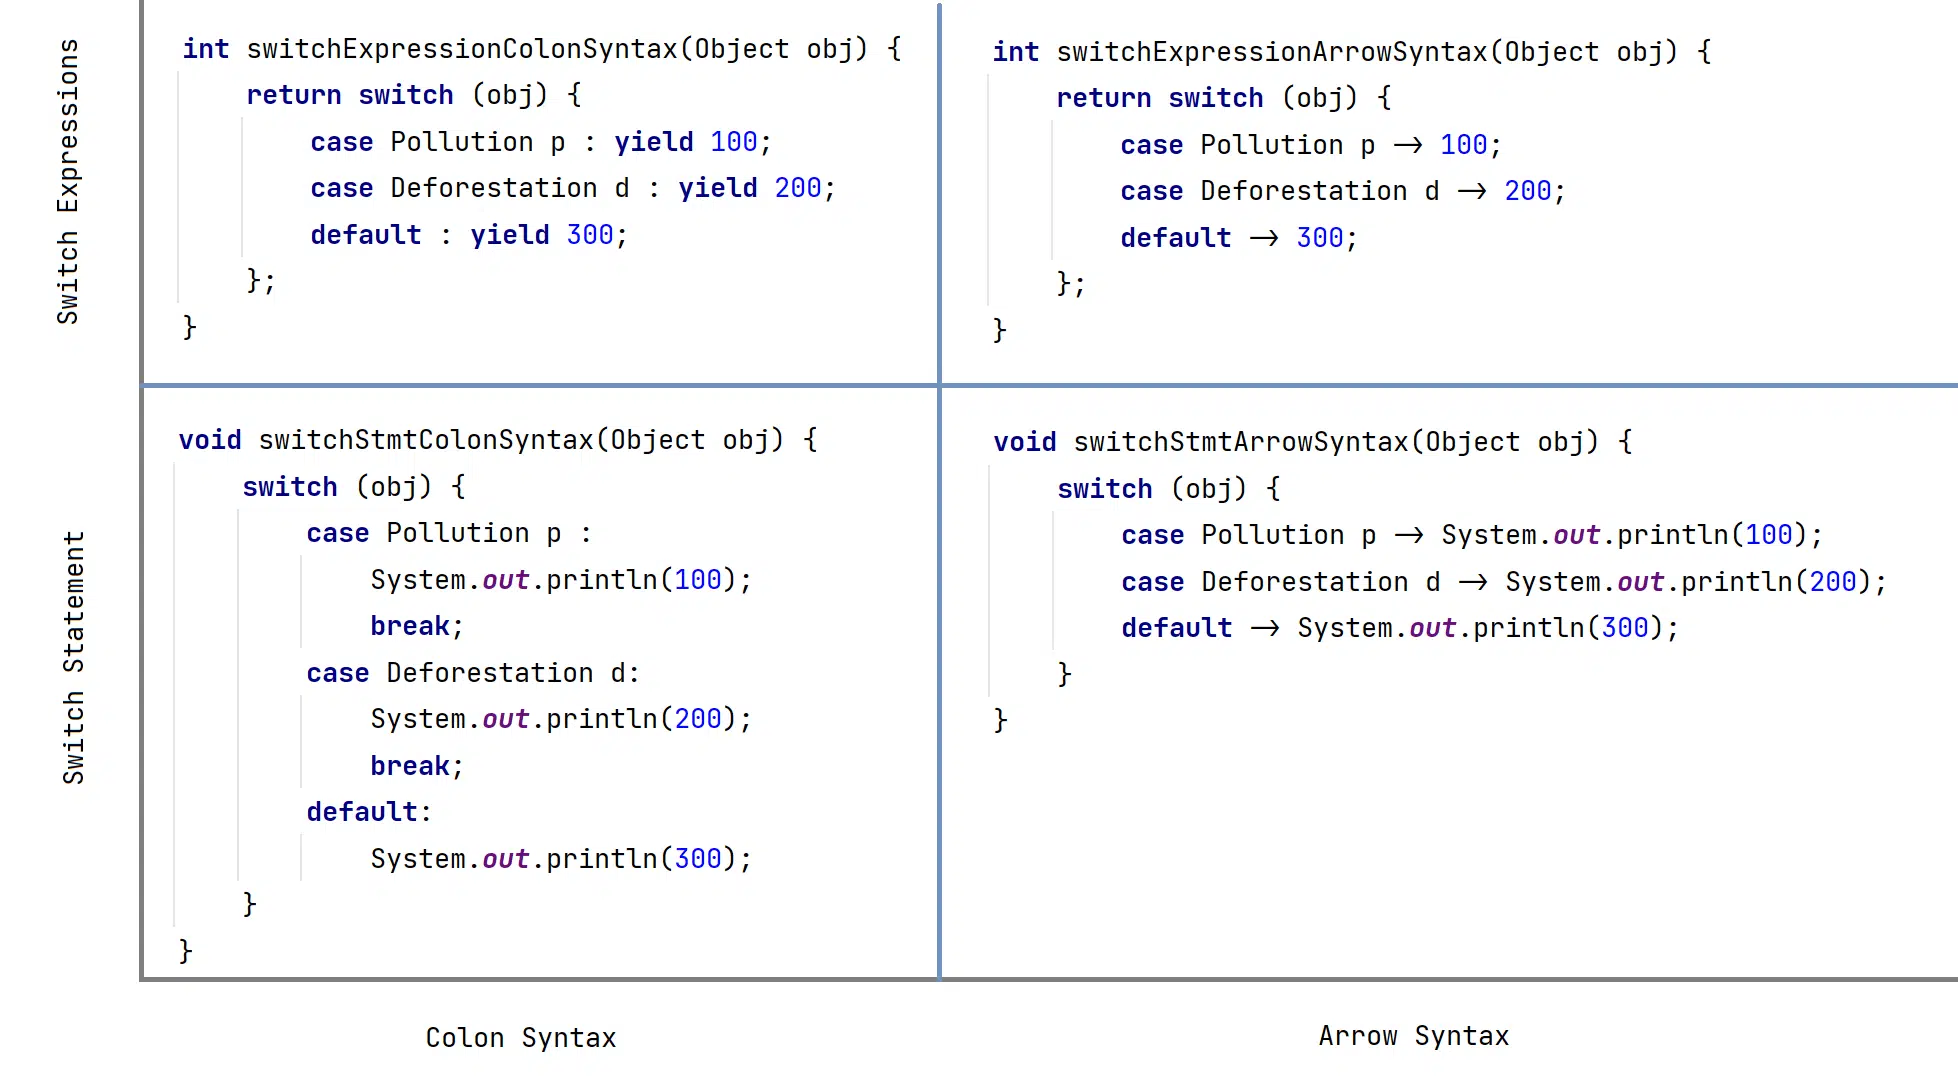 Switch Expressions
int switchExpressionColonSyntax(Object obj) {
return switch (obj) {
case Pollution p : yield 100;
case Deforestation d : yield 200;
default : yield 300;
};
}
int switchExpressionArrowSyntax(Object obj) {
return switch (obj) {
case Pollution p → 100;
case Deforestation d → 200;
default → 300;
};
}
Switch Statement
void switchStmtColonSyntax(Object obj) {
switch (obj) {
case Pollution p :
System.out.println(100);
break;
case Deforestation d:
System.out.println(200);
break;
default:
System.out.println(300);
}
}
void switchStmtArrowSyntax(Object obj) {
switch (obj) {
case Pollution p → System.out.println(100);
case Deforestation d → System.out.println(200);
default → System.out.println(300);
}
}
Colon Syntax
Arrow Syntax